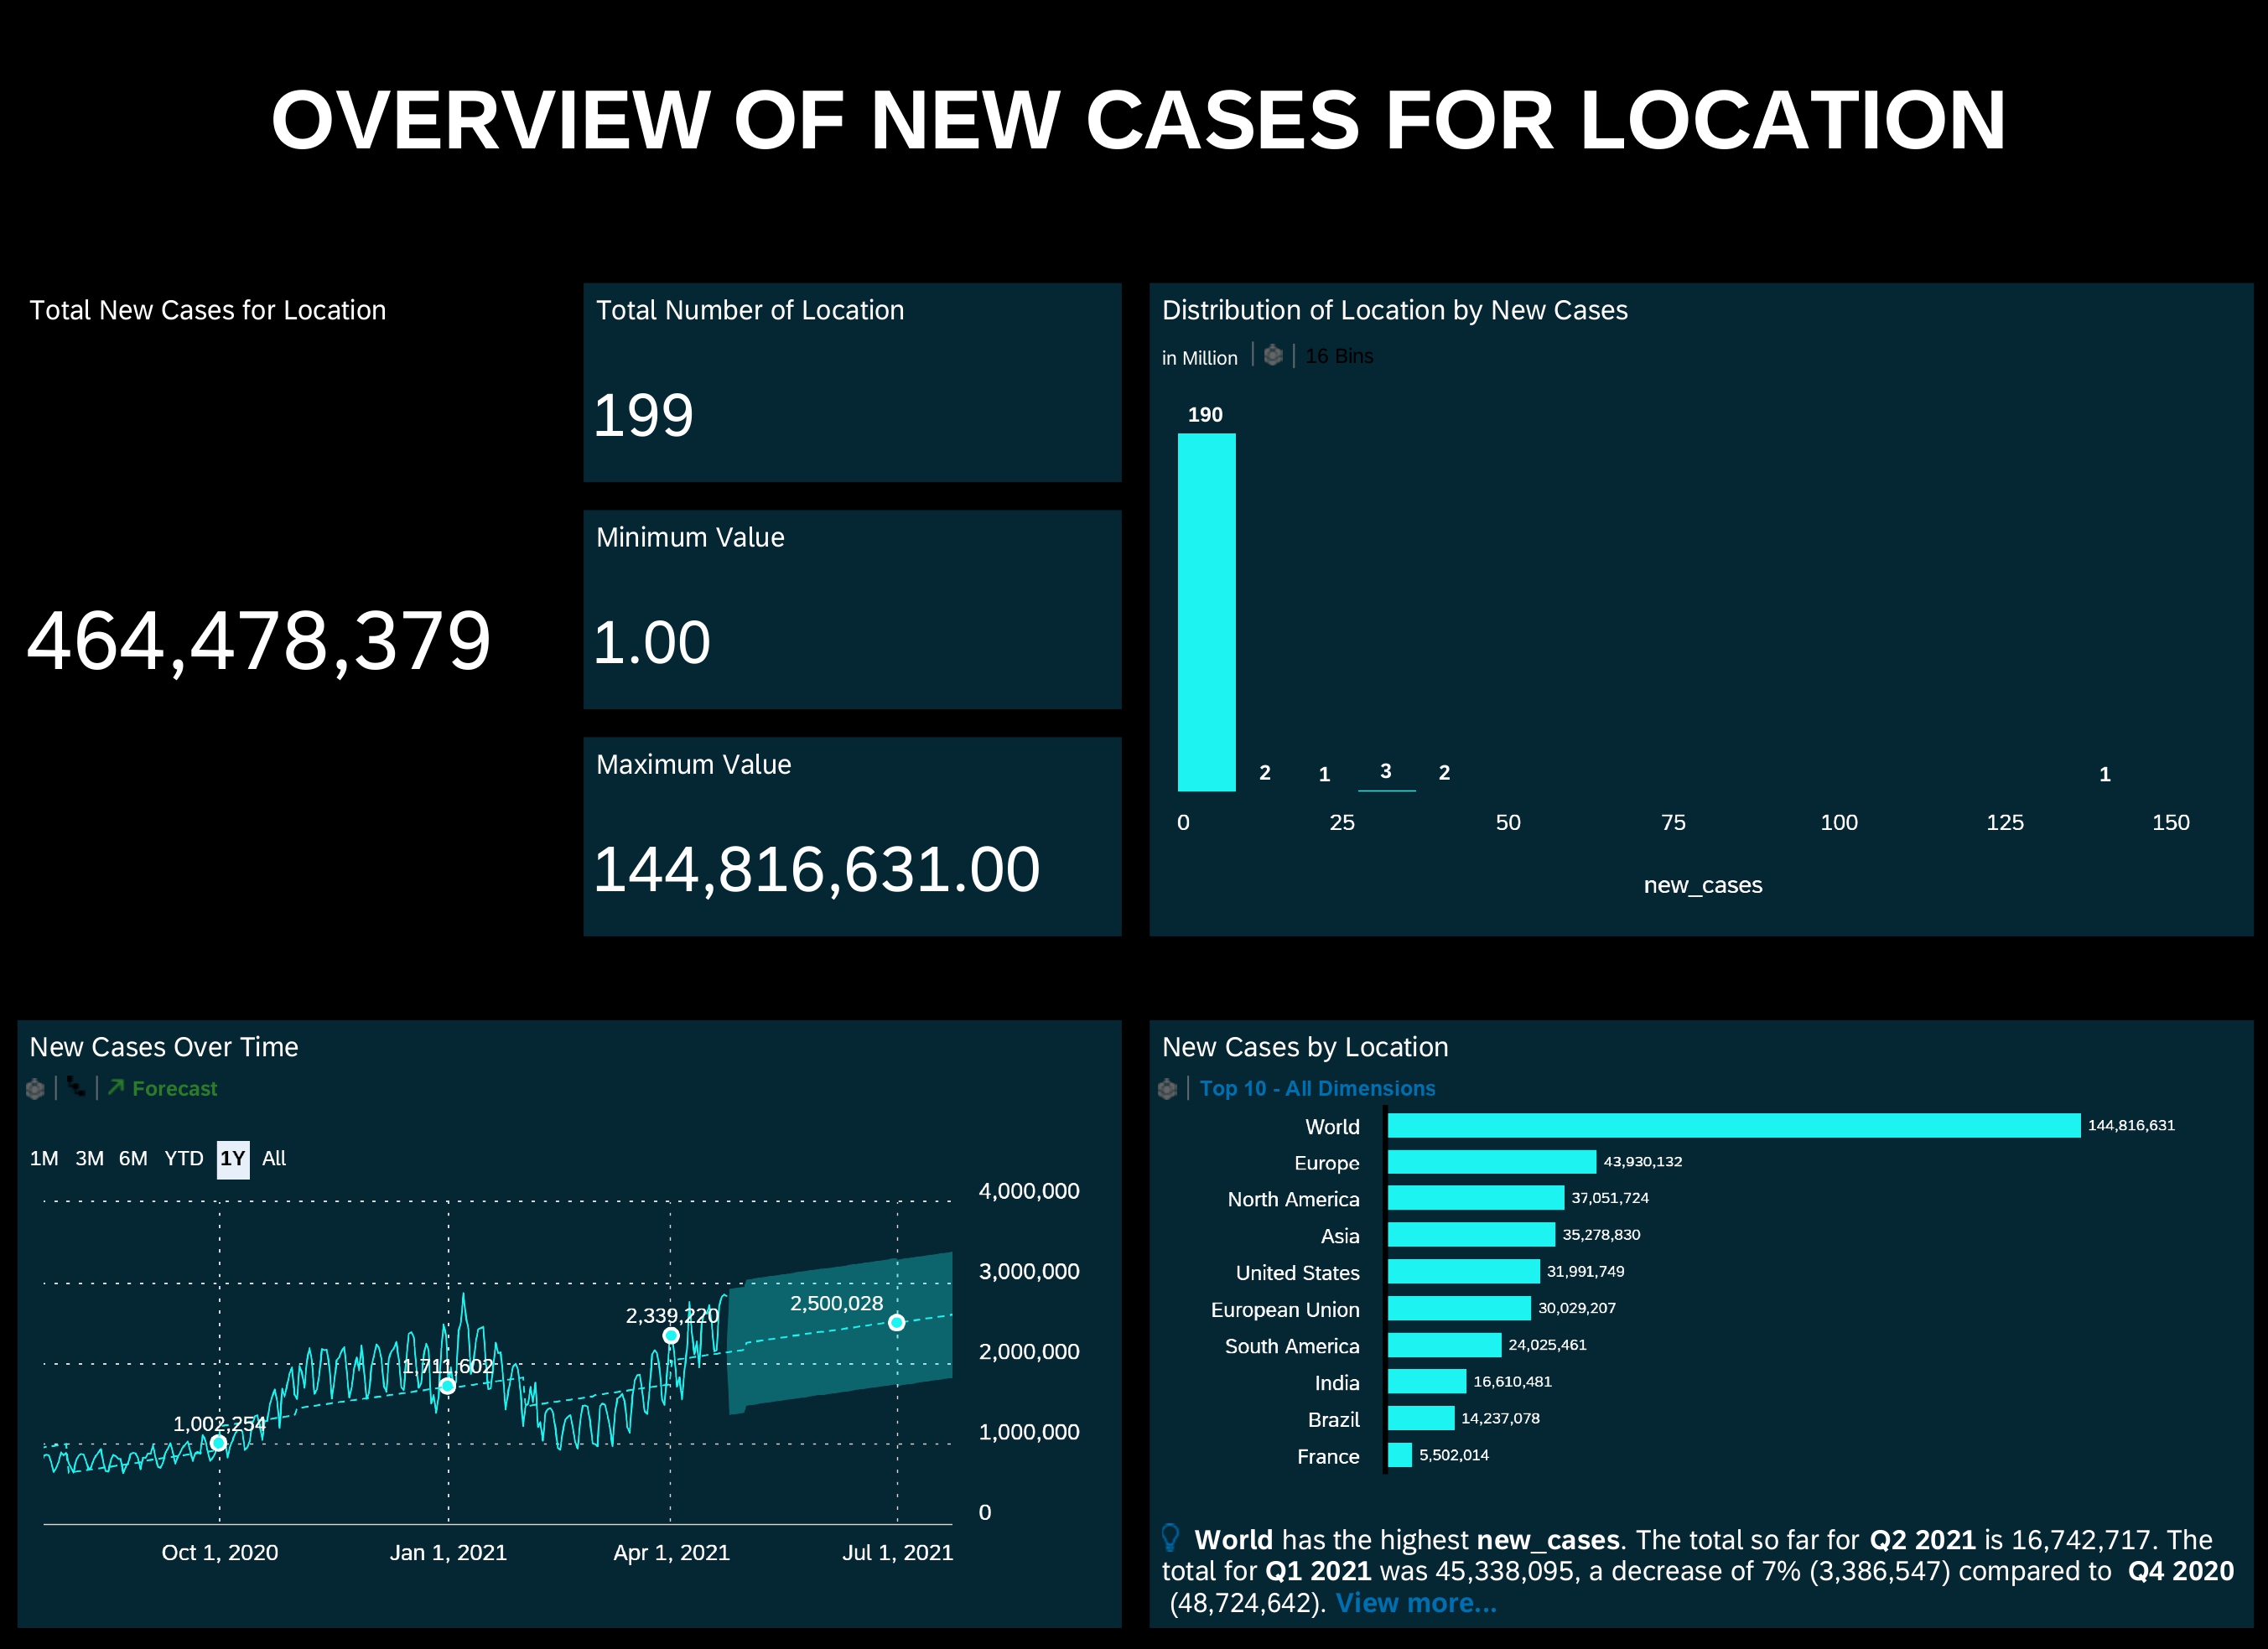 OVERVIEW OF NEW CASES FOR LOCATION
Total New Cases for Location
464,478,379
Total Number of Location
199
Minimum Value
1.00
Maximum Value
144,816,631.00
Distribution of Location by New Cases
in Million
16 Bins
190
2
1
3
2
1
0 25 50 75 100 125 150
new_cases
New Cases Over Time
Forecast
1M 3M 6M YTD 1Y All
4,000,000
3,000,000
2,000,000
1,000,000
0
1,002,254
1,711,602
2,339,220
2,500,028
Oct 1, 2020 Jan 1, 2021 Apr 1, 2021 Jul 1, 2021
New Cases by Location
Top 10 - All Dimensions
World 144,816,631
Europe 43,930,132
North America 37,051,724
Asia 35,278,830
United States 31,991,749
European Union 30,029,207
South America 24,025,461
India 16,610,481
Brazil 14,237,078
France 5,502,014
World has the highest new_cases. The total so far for Q2 2021 is 16,742,717. The
total for Q1 2021 was 45,338,095, a decrease of 7% (3,386,547) compared to Q4 2020
(48,724,642). View more...